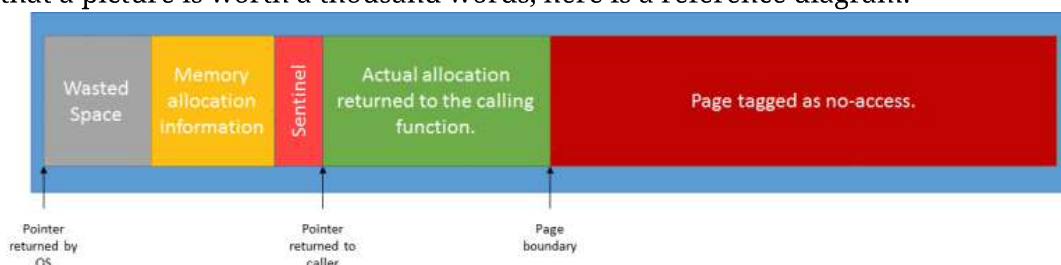 that a picture is worth a thousand words, here is a reference diagram:
Wasted
Space
Memory
allocation
information
Sentinel
Actual allocation
returned to the calling
function.
Page tagged as no-access.
Pointer
returned by
OS
Pointer
returned to
caller
Page
boundary